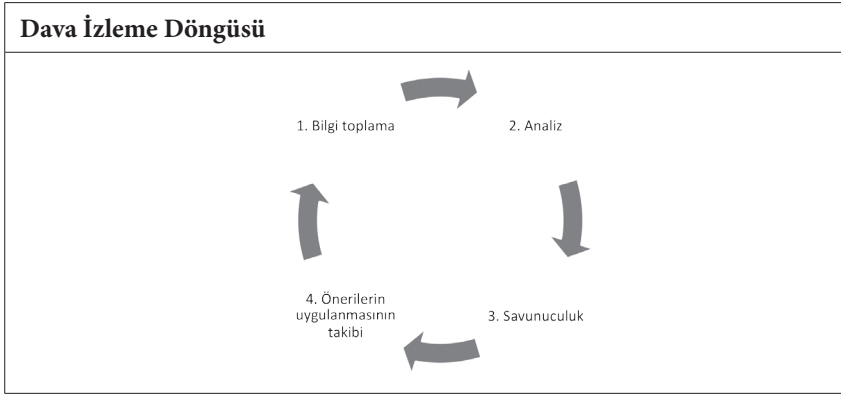 Dava İzleme Döngüsü
1. Bilgi toplama
2. Analiz
3. Savunuculuk
4. Önerilerin
uygulanmasının
takibi